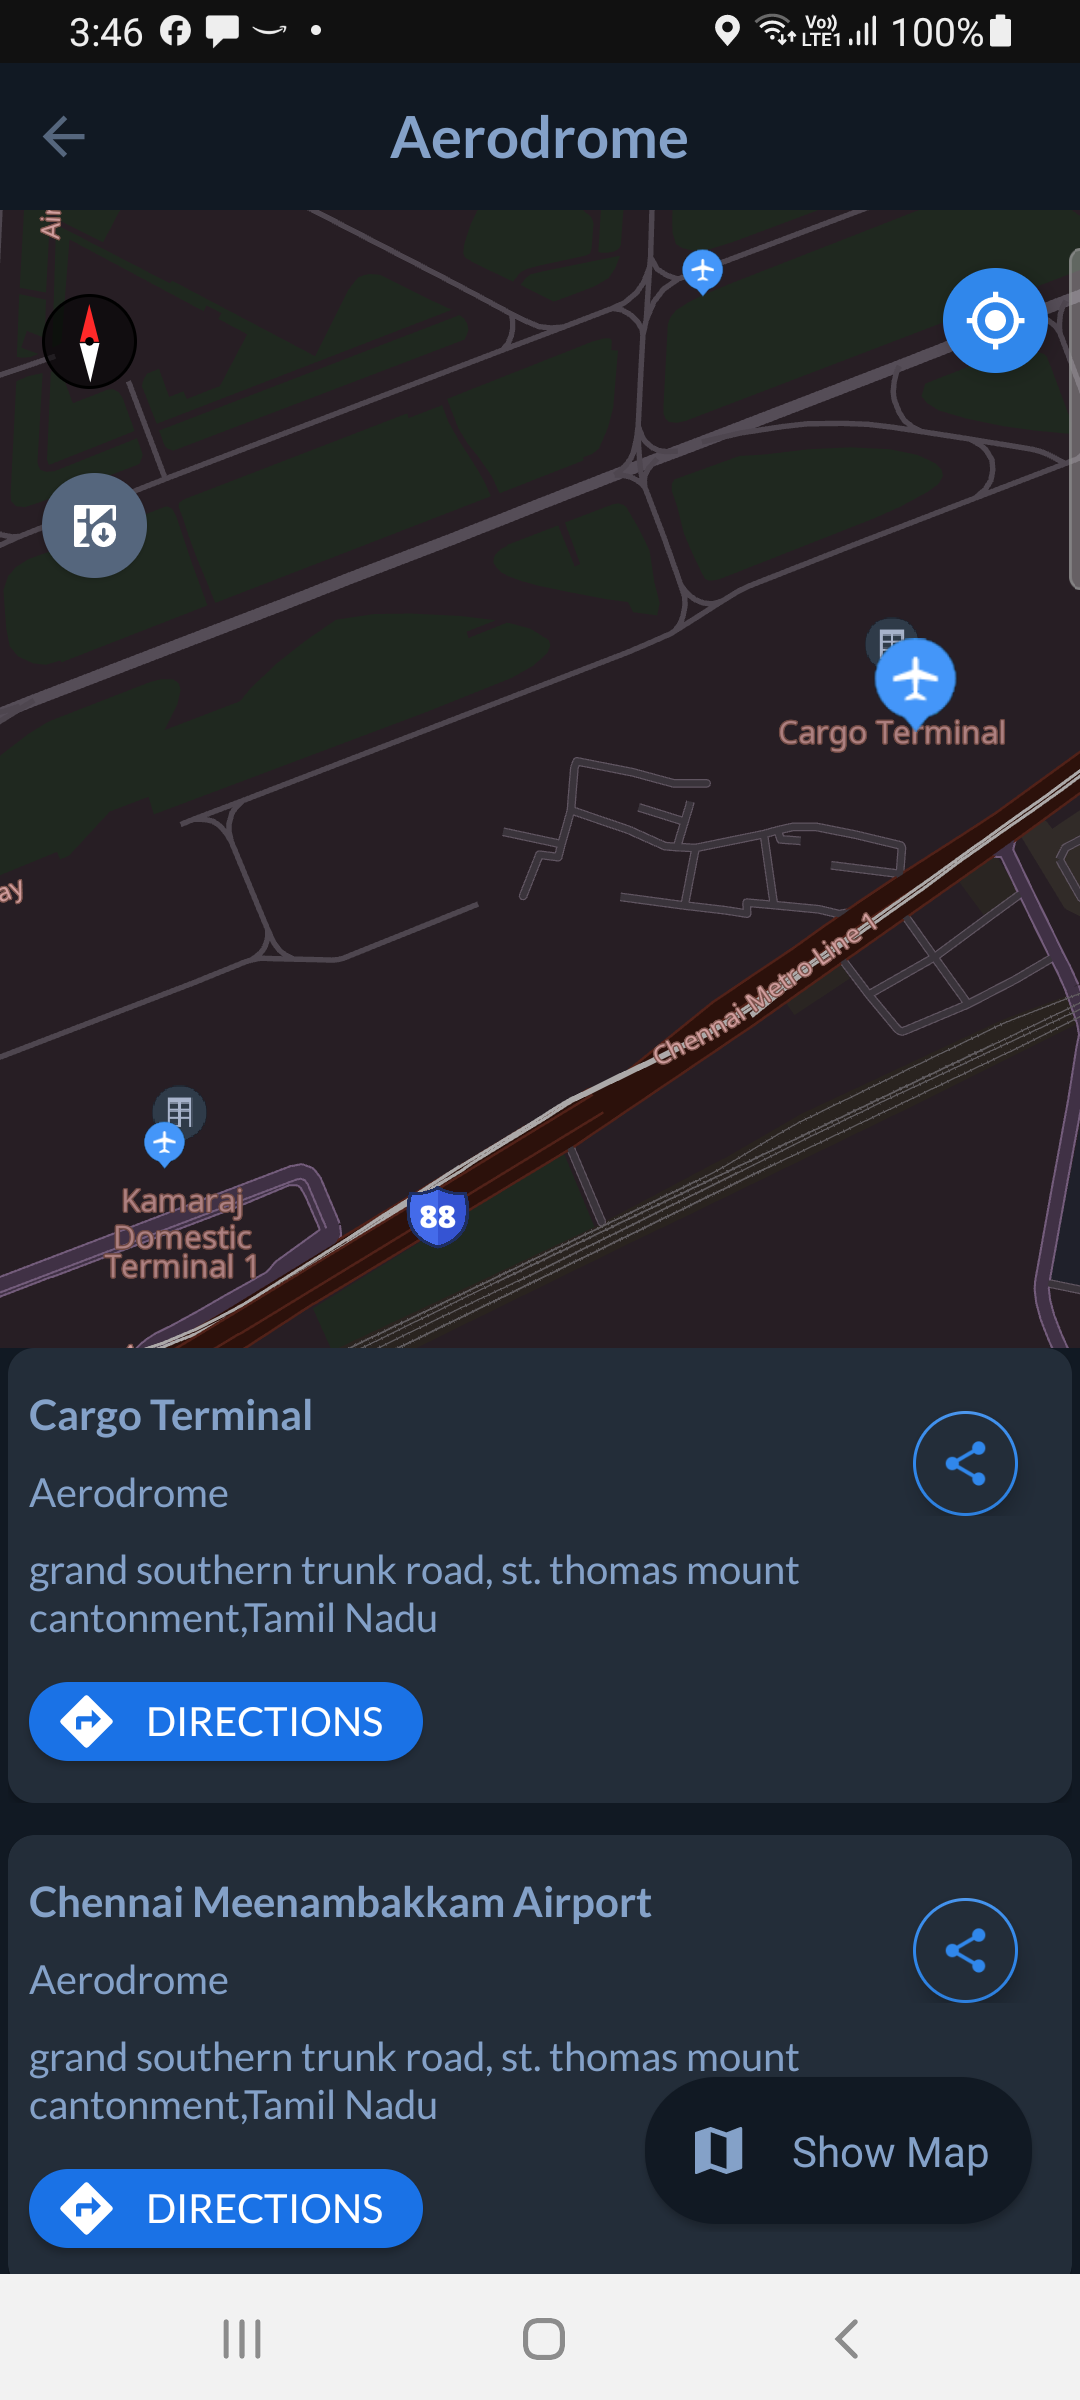 3:46
Vo))
LTE1
100%
Aerodrome
Air
Cargo Terminal
ay
Chennai Metro Line 1
88
Kamaraj
Domestic
Terminal 1
Cargo Terminal
Aerodrome
grand southern trunk road, st. thomas mount
cantonment,Tamil Nadu
DIRECTIONS
Chennai Meenambakkam Airport
Aerodrome
grand southern trunk road, st. thomas mount
cantonment,Tamil Nadu
Show Map
DIRECTIONS